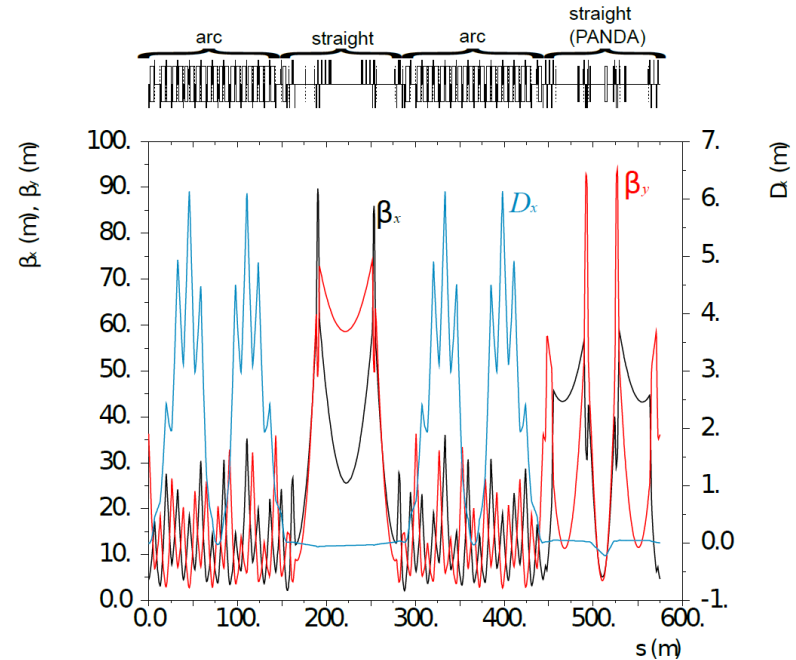 straight
(PANDA)
arc
straight
arc
100.
90.
80.
70.
60.
50.
40.
30.
20.
10.
0.0
β𝑥 (m), β𝑦 (m)
7.
6.
5.
4.
3.
2.
1.
0.0
-1.
Dₓ (m)
βₓ
Dₓ
βy
0.0
100.
200.
300.
400.
500.
600.
s (m)